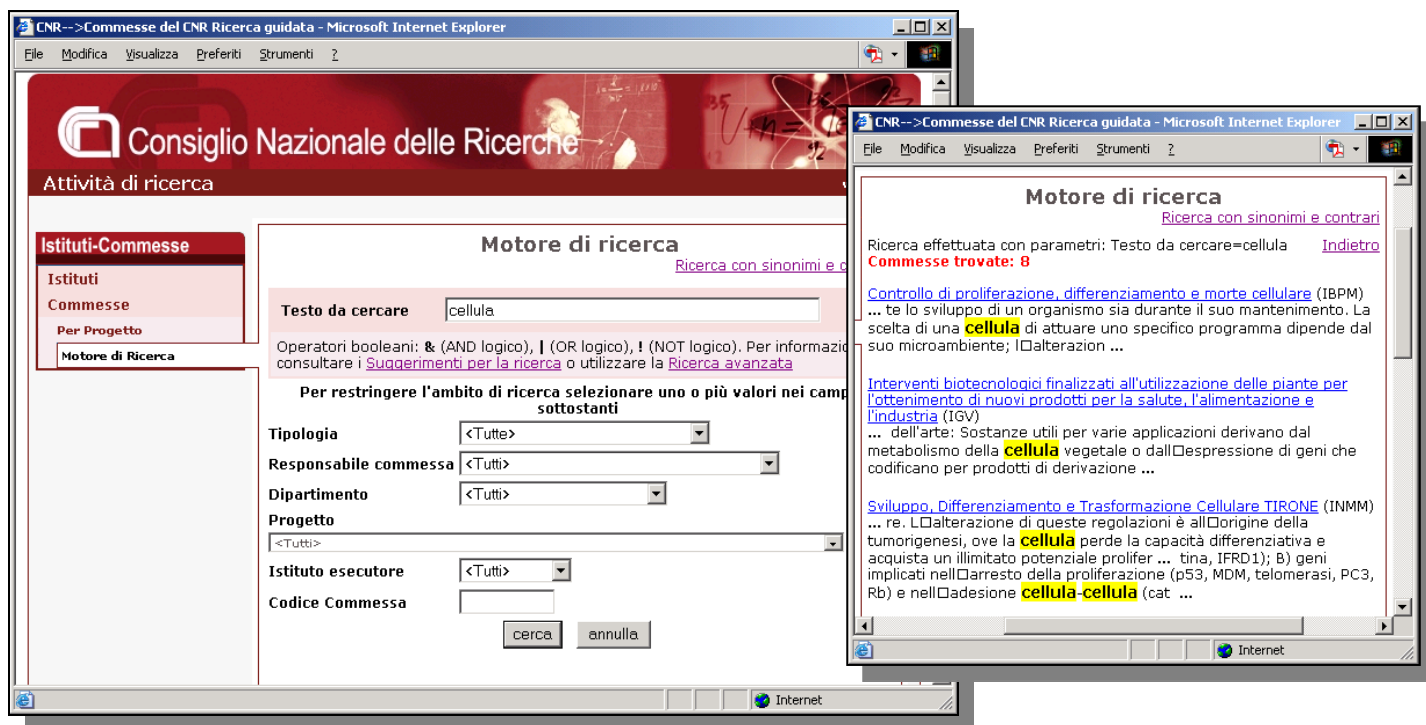 CNR-->Commesse del CNR Ricerca guidata - Microsoft Internet Explorer
File Modifica Visualizza Preferiti Strumenti ?
Consiglio Nazionale delle Ricerche
Attività di ricerca
Istituti-Commesse
Istituti
Commesse
Per Progetto
Motore di Ricerca
Motore di ricerca
Ricerca con sinonimi e c
Testo da cercare cellula
Operatori booleani: & (AND logico), | (OR logico), ! (NOT logico). Per informazio
consultare i Suggerimenti per la ricerca o utilizzare la Ricerca avanzata
Per restringere l'ambito di ricerca selezionare uno o più valori nei camp
sottostanti
Tipologia <Tutte>
Responsabile commessa <Tutti>
Dipartimento <Tutti>
Progetto
<Tutti>
Istituto esecutore <Tutti>
Codice Commessa
cerca annulla
Internet
CNR-->Commesse del CNR Ricerca guidata - Microsoft Internet Explorer
File Modifica Visualizza Preferiti Strumenti ?
Motore di ricerca
Ricerca con sinonimi e contrari
Ricerca effettuata con parametri: Testo da cercare=cellula Indietro
Commesse trovate: 8
Controllo di proliferazione, differenziamento e morte cellulare (IBPM)
... te lo sviluppo di un organismo sia durante il suo mantenimento. La
scelta di una cellula di attuare uno specifico programma dipende dal
suo microambiente; l□alterazion ...
Interventi biotecnologici finalizzati all'utilizzazione delle piante per
l'ottenimento di nuovi prodotti per la salute, l'alimentazione e
l'industria (IGV)
... dell'arte: Sostanze utili per varie applicazioni derivano dal
metabolismo della cellula vegetale o dall□espressione di geni che
codificano per prodotti di derivazione ...
Sviluppo, Differenziamento e Trasformazione Cellulare TIRONE (INMM)
... re. L□alterazione di queste regolazioni è all□origine della
tumorigenesi, ove la cellula perde la capacità differenziativa e
acquista un illimitato potenziale prolifer ... tina, IFRD1); B) geni
implicati nell□arresto della proliferazione (p53, MDM, telomerasi, PC3,
Rb) e nell□adesione cellula-cellula (cat ...
Internet